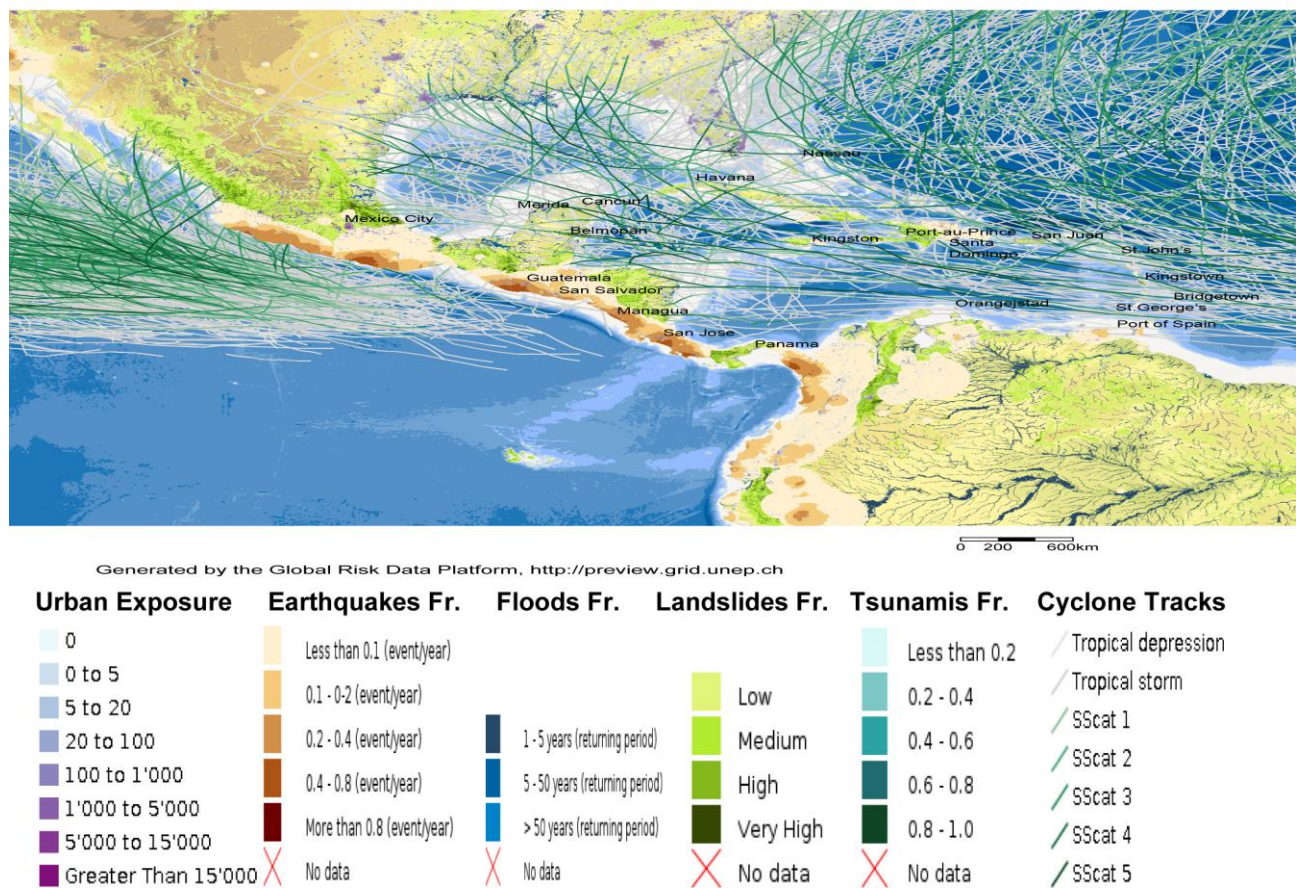 Nassau
Havana
Merida
Cancun
Mexico City
Belmopan
Kingston
Port-au-Prince
Santa
Domingo
San Juan
St.John's
Guatemala
San Salvador
Kingstown
Managua
Orangejstad
St.George's
Bridgetown
San Jose
Panama
Port of Spain
0 200 600km
Generated by the Global Risk Data Platform, http://preview.grid.unep.ch
Urban Exposure
0
0 to 5
5 to 20
20 to 100
100 to 1'000
1'000 to 5'000
5'000 to 15'000
Greater Than 15'000
Earthquakes Fr.
Less than 0.1 (event/year)
0.1 - 0-2 (event/year)
0.2 - 0.4 (event/year)
0.4 - 0.8 (event/year)
More than 0.8 (event/year)
No data
Floods Fr.
1 - 5 years (returning period)
5 - 50 years (returning period)
> 50 years (returning period)
No data
Landslides Fr.
Low
Medium
High
Very High
No data
Tsunamis Fr.
Less than 0.2
0.2 - 0.4
0.4 - 0.6
0.6 - 0.8
0.8 - 1.0
No data
Cyclone Tracks
Tropical depression
Tropical storm
SScat 1
SScat 2
SScat 3
SScat 4
SScat 5